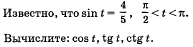 Известно, что sin t = 4/5, π/2 < t < π.
Вычислите: cos t, tg t, ctg t.